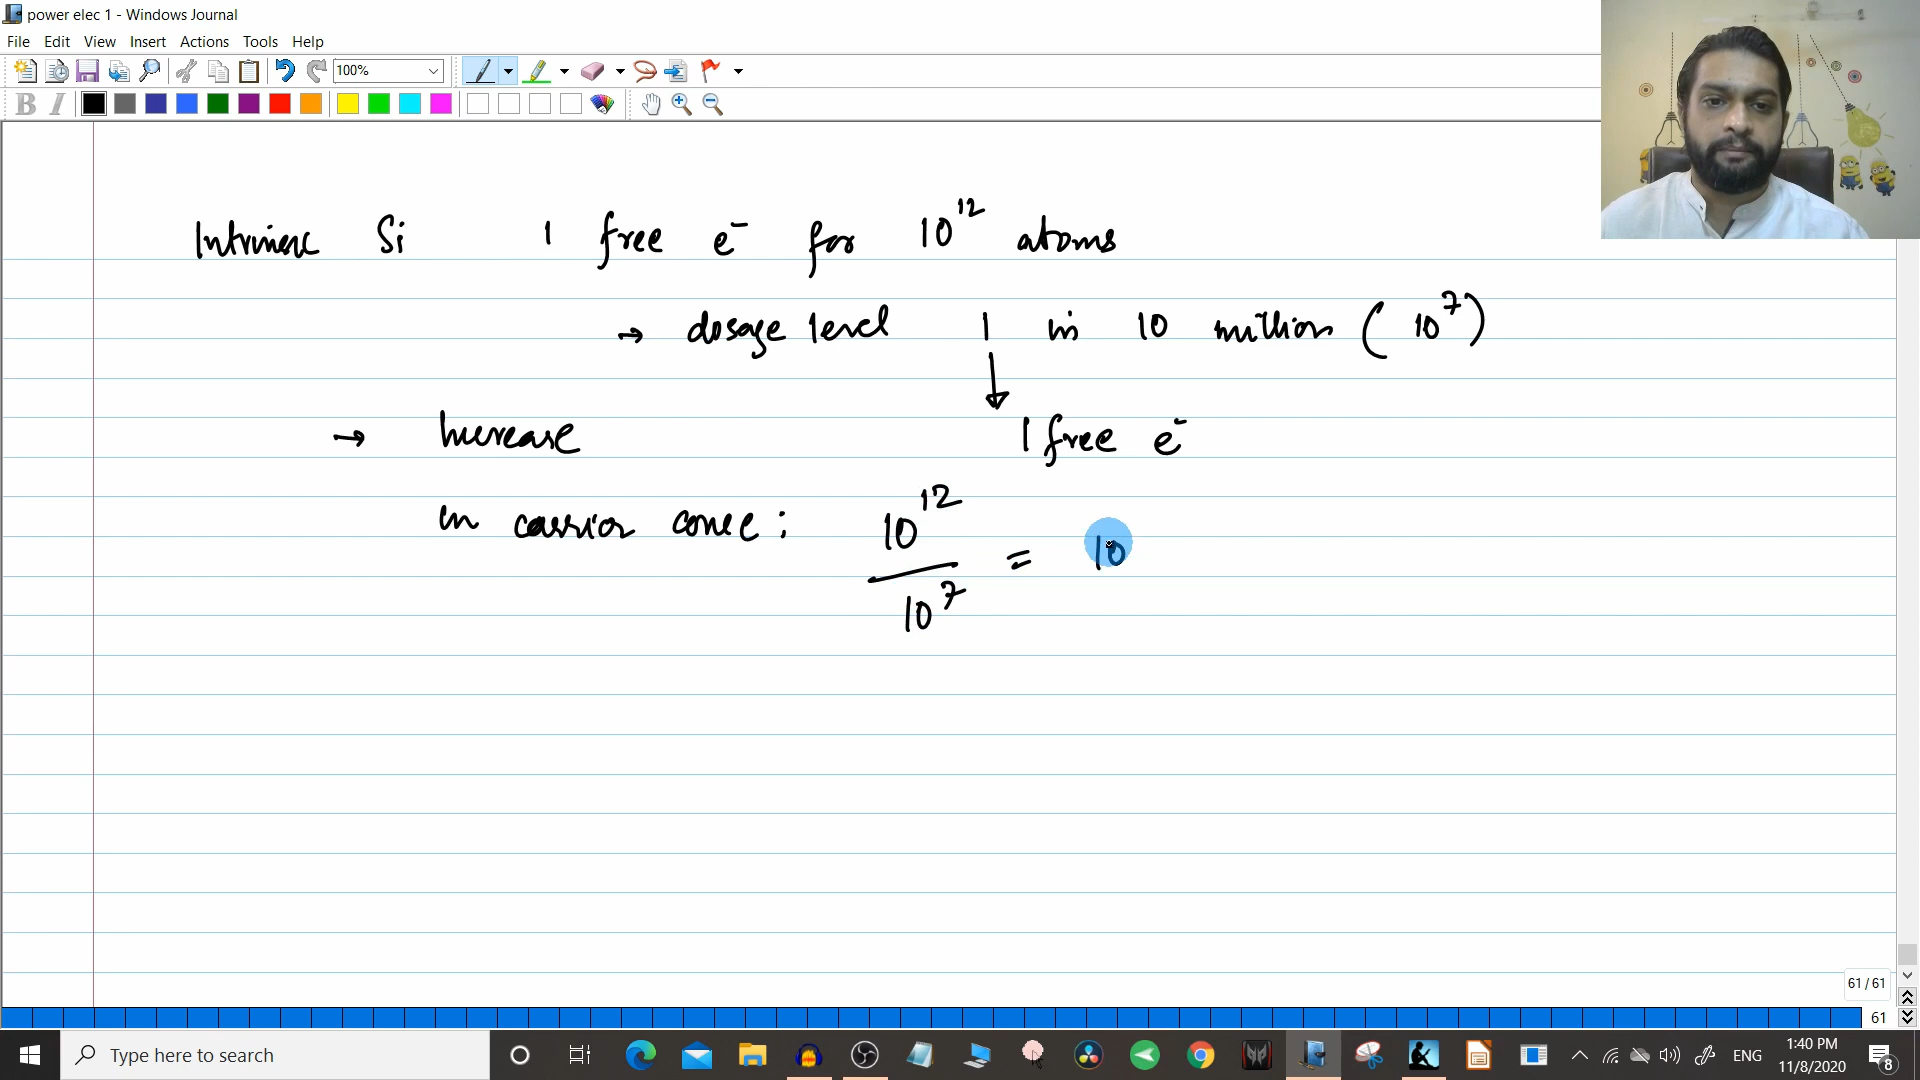 power elec 1 - Windows Journal
File Edit View Insert Actions Tools Help
100%
B I
Intrinsic Si 1 free e⁻ for 10¹² atoms
→ dosage level 1 in 10 million (10⁷)
↓
→ Increase 1 free e⁻
in carrior conc: 10¹² / 10⁷ = 10
61 / 61
61
Type here to search
ENG
1:40 PM
11/8/2020
8